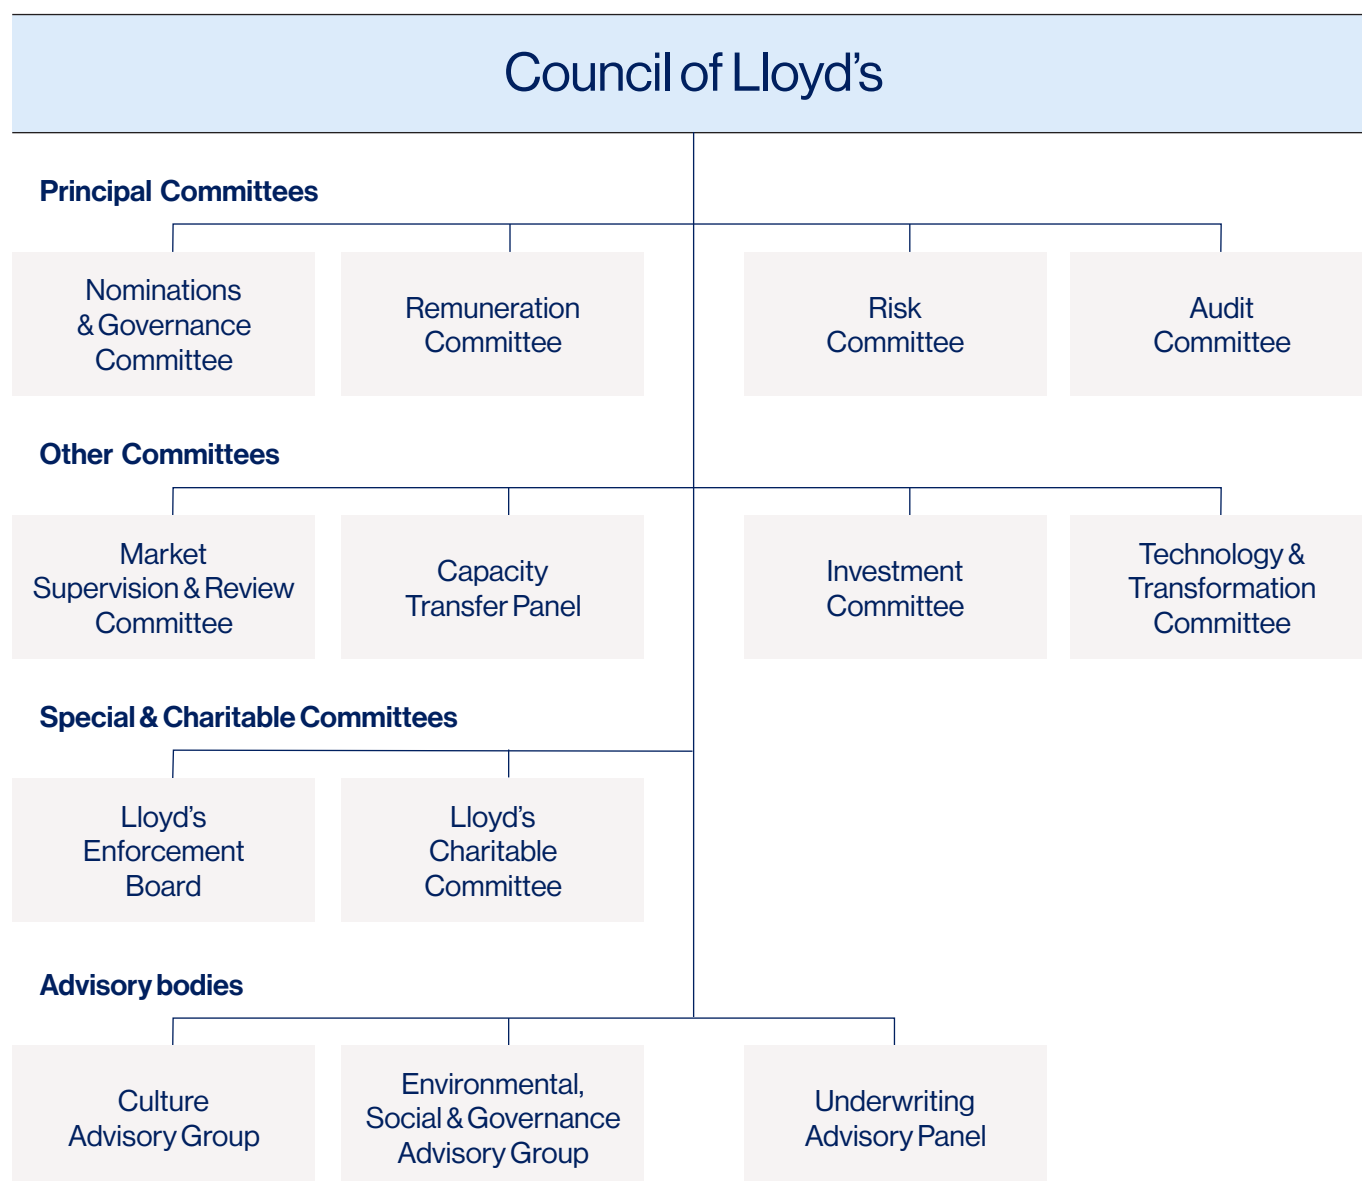 Council of Lloyd’s
Principal Committees
Nominations
& Governance
Committee
Remuneration
Committee
Risk
Committee
Audit
Committee
Other Committees
Market
Supervision & Review
Committee
Capacity
Transfer Panel
Investment
Committee
Technology &
Transformation
Committee
Special & Charitable Committees
Lloyd’s
Enforcement
Board
Lloyd’s
Charitable
Committee
Advisory bodies
Culture
Advisory Group
Environmental,
Social & Governance
Advisory Group
Underwriting
Advisory Panel